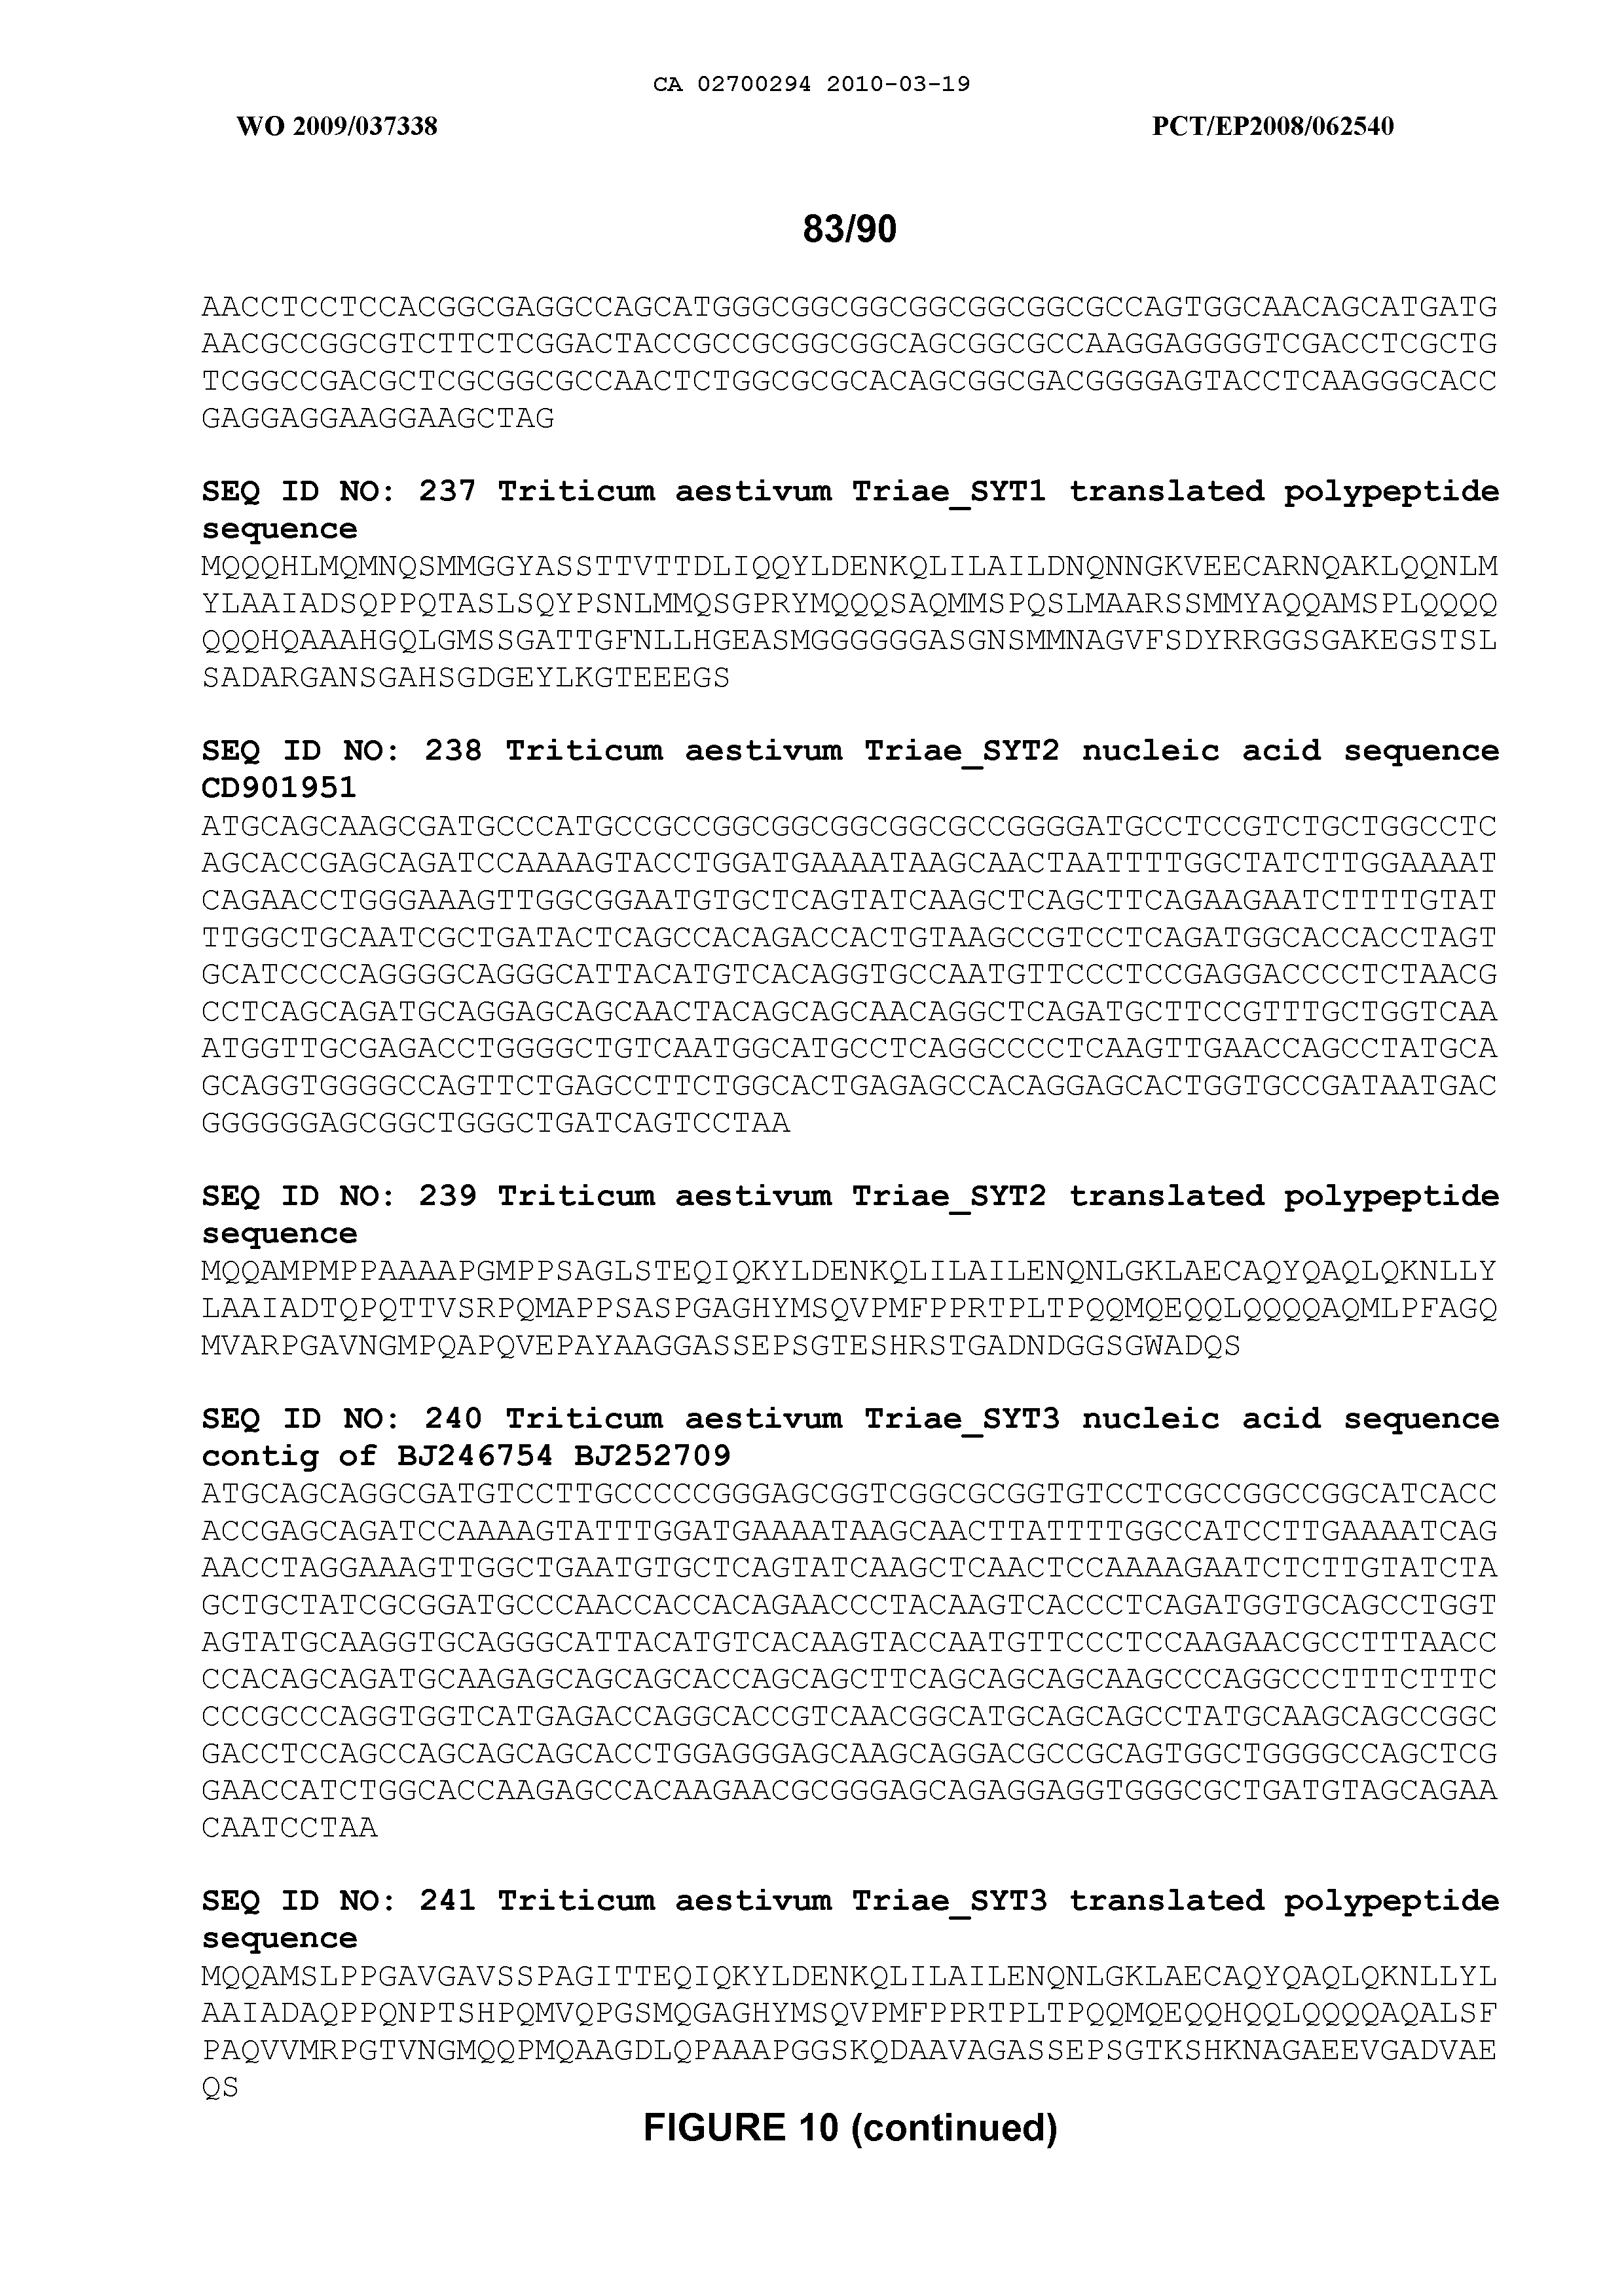 CA 02700294 2010-03-19
WO 2009/037338 PCT/EP2008/062540
83/90
AACCTCCTCCACGGCGAGGCCAGCATGGGCGGCGGCGGCGGCGGCGCCAGTGGCAACAGCATGATG
AACGCCGGCGTCTTCTCGGACTACCGCCGCGGCGGCAGCGGCGCCAAGGAGGGGTCGACCTCGCTG
TCGGCCGACGCTCGCGGCGCCAACTCTGGCGCGCACAGCGGCGACGGGGAGTACCTCAAGGGCACC
GAGGAGGAAGGAAGCTAG
SEQ ID NO: 237 Triticum aestivum Triae_SYT1 translated polypeptide
sequence
MQQQHLMQMNQSMMGGYASSTTVTTDLIQQYLDENKQLILAILDNQNNGKVEECARNQAKLQQNLM
YLAAIADSQPPQTASLSQYPSNLMMQSGPRYMQQQSAQMMSPQSLMAARSSMMYAQQAMSPLQQQQ
QQQHQAAAHGQLGMSSGATTGFNLLHGEASMGGGGGGASGNSMMNAGVFSDYRRGGSGAKEGSTSL
SADARGANSGAHSGDGEYLKGTEEEGS
SEQ ID NO: 238 Triticum aestivum Triae_SYT2 nucleic acid sequence
CD901951
ATGCAGCAAGCGATGCCCATGCCGCCGGCGGCGGCGGCGCCGGGGATGCCTCCGTCTGCTGGCCTC
AGCACCGAGCAGATCCAAAAGTACCTGGATGAAAATAAGCAACTAATTTTGGCTATCTTGGAAAAT
CAGAACCTGGGAAAGTTGGCGGAATGTGCTCAGTATCAAGCTCAGCTTCAGAAGAATCTTTTGTAT
TTGGCTGCAATCGCTGATACTCAGCCACAGACCACTGTAAGCCGTCCTCAGATGGCACCACCTAGT
GCATCCCCAGGGGCAGGGCATTACATGTCACAGGTGCCAATGTTCCCTCCGAGGACCCCTCTAACG
CCTCAGCAGATGCAGGAGCAGCAACTACAGCAGCAACAGGCTCAGATGCTTCCGTTTGCTGGTCAA
ATGGTTGCGAGACCTGGGGCTGTCAATGGCATGCCTCAGGCCCCTCAAGTTGAACCAGCCTATGCA
GCAGGTGGGGCCAGTTCTGAGCCTTCTGGCACTGAGAGCCACAGGAGCACTGGTGCCGATAATGAC
GGGGGGAGCGGCTGGGCTGATCAGTCCTAA
SEQ ID NO: 239 Triticum aestivum Triae_SYT2 translated polypeptide
sequence
MQQAMPMPPAAAAPGMPPSAGLSTEQIQKYLDENKQLILAILENQNLGKLAECAQYQAQLQKNLLY
LAAIADTQPQTTVSRPQMAPPSASPGAGHYMSQVPMFPPRTPLTPQQMQEQQLQQQQAQMLPFAGQ
MVARPGAVNGMPQAPQVEPAYAAGGASSEPSGTESHRSTGADNDGGSGWADQS
SEQ ID NO: 240 Triticum aestivum Triae_SYT3 nucleic acid sequence
contig of BJ246754 BJ252709
ATGCAGCAGGCGATGTCCTTGCCCCCGGGAGCGGTCGGCGCGGTGTCCTCGCCGGCCGGCATCACC
ACCGAGCAGATCCAAAAGTATTTGGATGAAAATAAGCAACTTATTTTGGCCATCCTTGAAAATCAG
AACCTAGGAAAGTTGGCTGAATGTGCTCAGTATCAAGCTCAACTCCAAAAGAATCTCTTGTATCTA
GCTGCTATCGCGGATGCCCAACCACCACAGAACCCTACAAGTCACCCTCAGATGGTGCAGCCTGGT
AGTATGCAAGGTGCAGGGCATTACATGTCACAAGTACCAATGTTCCCTCCAAGAACGCCTTTAACC
CCACAGCAGATGCAAGAGCAGCAGCACCAGCAGCTTCAGCAGCAGCAAGCCCAGGCCCTTTCTTTC
CCCGCCCAGGTGGTCATGAGACCAGGCACCGTCAACGGCATGCAGCAGCCTATGCAAGCAGCCGGC
GACCTCCAGCCAGCAGCAGCACCTGGAGGGAGCAAGCAGGACGCCGCAGTGGCTGGGGCCAGCTCG
GAACCATCTGGCACCAAGAGCCACAAGAACGCGGGAGCAGAGGAGGTGGGCGCTGATGTAGCAGAA
CAATCCTAA
SEQ ID NO: 241 Triticum aestivum Triae_SYT3 translated polypeptide
sequence
MQQAMSLPPGAVGAVSSPAGITTEQIQKYLDENKQLILAILENQNLGKLAECAQYQAQLQKNLLYL
AAIADAQPPQNPTSHPQMVQPGSMQGAGHYMSQVPMFPPRTPLTPQQMQEQQHQQLQQQQAQALSF
PAQVVMRPGTVNGMQQPMQAAGDLQPAAAPGGSKQDAAVAGASSEPSGTKSHKNAGAEEVGADVAE
QS
FIGURE 10 (continued)